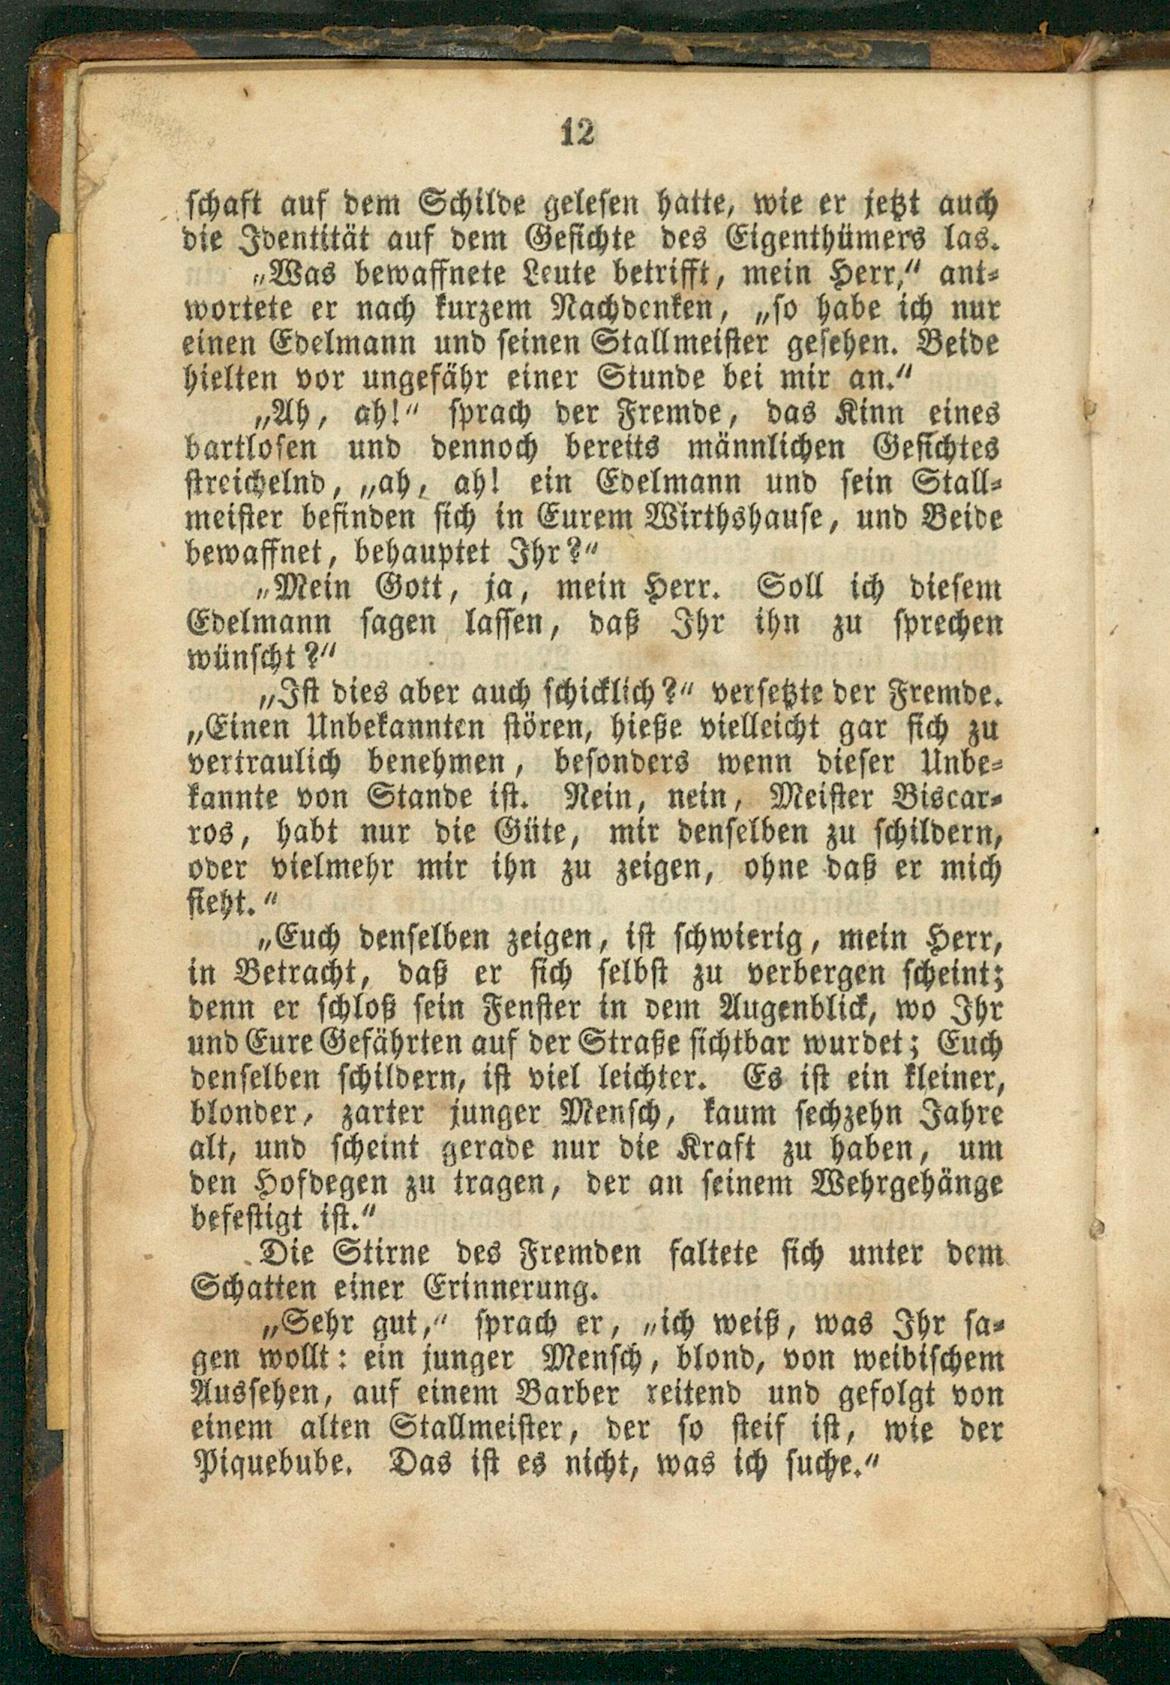 12
schaft auf dem Schilde gelesen hatte, wie er jetzt auch
die Identität auf dem Gesichte des Eigenthümers las.
„Was bewaffnete Leute betrifft, mein Herr,“ ant-
wortete er nach kurzem Nachdenken, „so habe ich nur
einen Edelmann und seinen Stallmeister gesehen. Beide
hielten vor ungefähr einer Stunde bei mir an.“
„Ah, ah!“ sprach der Fremde, das Kinn eines
bartlosen und dennoch bereits männlichen Gesichtes
streichelnd, „ah, ah! ein Edelmann und sein Stall-
meister befinden sich in Eurem Wirthshause, und Beide
bewaffnet, behauptet Ihr?“
„Mein Gott, ja, mein Herr. Soll ich diesem
Edelmann sagen lassen, daß Ihr ihn zu sprechen
wünscht?“
„Ist dies aber auch schicklich?“ versetzte der Fremde.
„Einen Unbekannten stören, hieße vielleicht gar sich zu
vertraulich benehmen, besonders wenn dieser Unbe-
kannte von Stande ist. Nein, nein, Meister Biscar-
ros, habt nur die Güte, mir denselben zu schildern,
oder vielmehr mir ihn zu zeigen, ohne daß er mich
sieht.“
„Euch denselben zeigen, ist schwierig, mein Herr,
in Betracht, daß er sich selbst zu verbergen scheint;
denn er schloß sein Fenster in dem Augenblick, wo Ihr
und Eure Gefährten auf der Straße sichtbar wurdet; Euch
denselben schildern, ist viel leichter. Es ist ein kleiner,
blonder, zarter junger Mensch, kaum sechzehn Jahre
alt, und scheint gerade nur die Kraft zu haben, um
den Hofdegen zu tragen, der an seinem Wehrgehänge
befestigt ist.“
Die Stirne des Fremden faltete sich unter dem
Schatten einer Erinnerung.
„Sehr gut,“ sprach er, „ich weiß, was Ihr sa-
gen wollt: ein junger Mensch, blond, von weibischem
Aussehen, auf einem Barber reitend und gefolgt von
einem alten Stallmeister, der so steif ist, wie der
Piquebube. Das ist es nicht, was ich suche.“